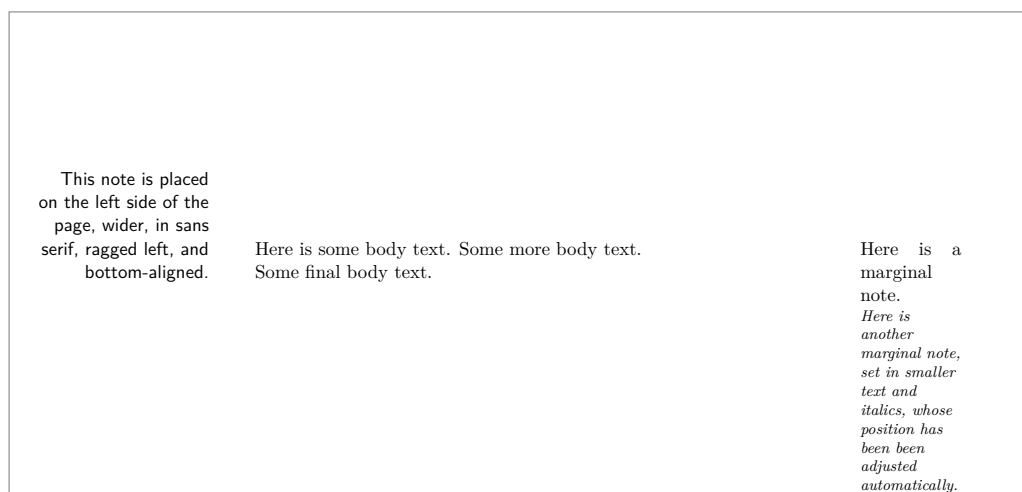 This note is placed
on the left side of the
page, wider, in sans
serif, ragged left, and
bottom-aligned.
Here is some body text. Some more body text.
Some final body text.
Here is a
marginal
note.
Here is
another
marginal note,
set in smaller
text and
italics, whose
position has
been been
adjusted
automatically.